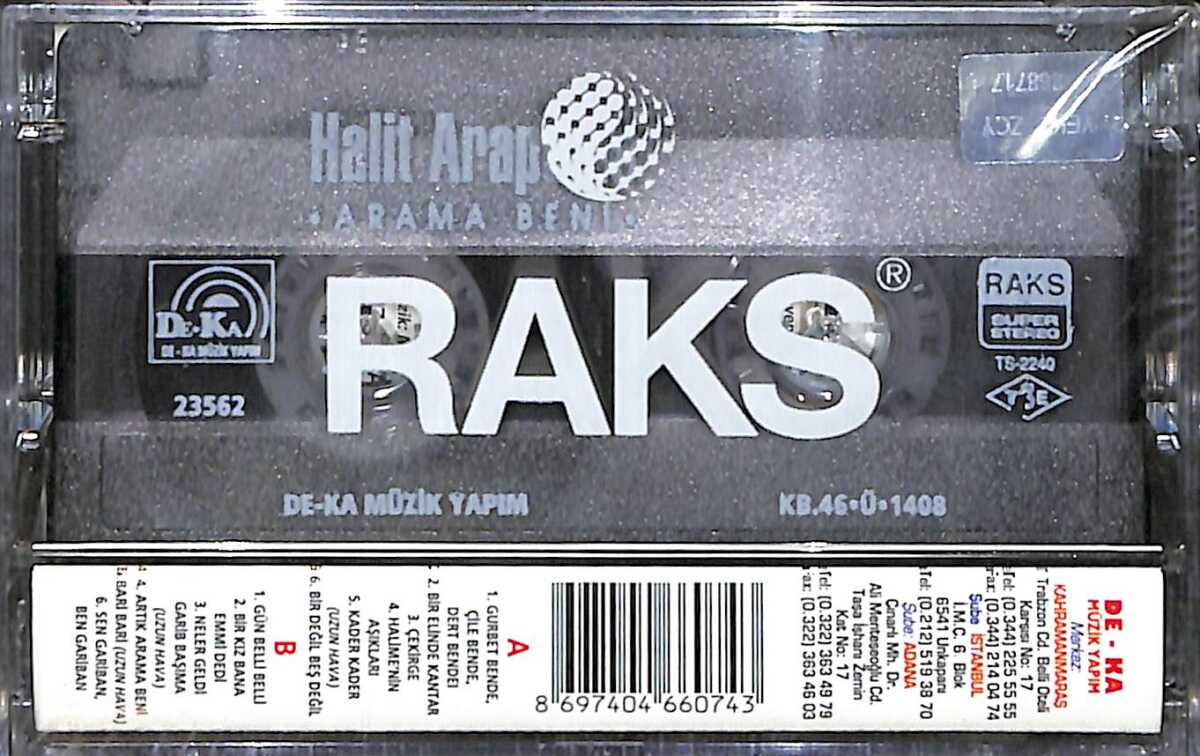 Halit Arap
• ARAMA BENİ •
268717
ZCY
DE-KA
DE-KA MÜZİK YAPIM
23562
RAKS®
RAKS
SUPER
STEREO
TS-2240
TSE
DE-KA MÜZİK YAPIM
KB.46•Ü•1408
DE - KA
MÜZİK YAPIM
Merkez:
KAHRAMANMARAŞ
Trabzon Cd. Belli Oteli
Karşısı No: 17
Tel: (0.344) 225 55 55
Fax: (0.344) 214 04 74
Şube İSTANBUL
İ.M.Ç. 6. Blok
6541 Unkapanı
Tel: (0.212) 519 38 70
Şube: ADANA
Çınarlı Mh. Dr.
Ali Menteşeoğlu Cd.
Taşa İşhanı Zemin
Kat No: 17
Tel: (0.322) 363 49 79
Fax: (0.322) 363 48 03
8 697404 660743
A
1. GURBET BENDE,
ÇİLE BENDE,
DERT BENDE!
2. BİR ELİNDE KANTAR
3. ÇEKİRGE
4. HALİME'NİN
AŞIKLARI
5. KADER KADER
(UZUN HAVA)
6. BİR DEĞİL BEŞ DEĞİL
B
1. GÜN BELLİ BELLİ
2. BİR KIZ BANA
EMMİ DEDİ
3. NELER GELDİ
GARİB BAŞIMA
(UZUN HAVA)
4. ARTIK ARAMA BENİ
BARİ BARİ (UZUN HAVA)
6. SEN GARİBAN,
BEN GARİBAN